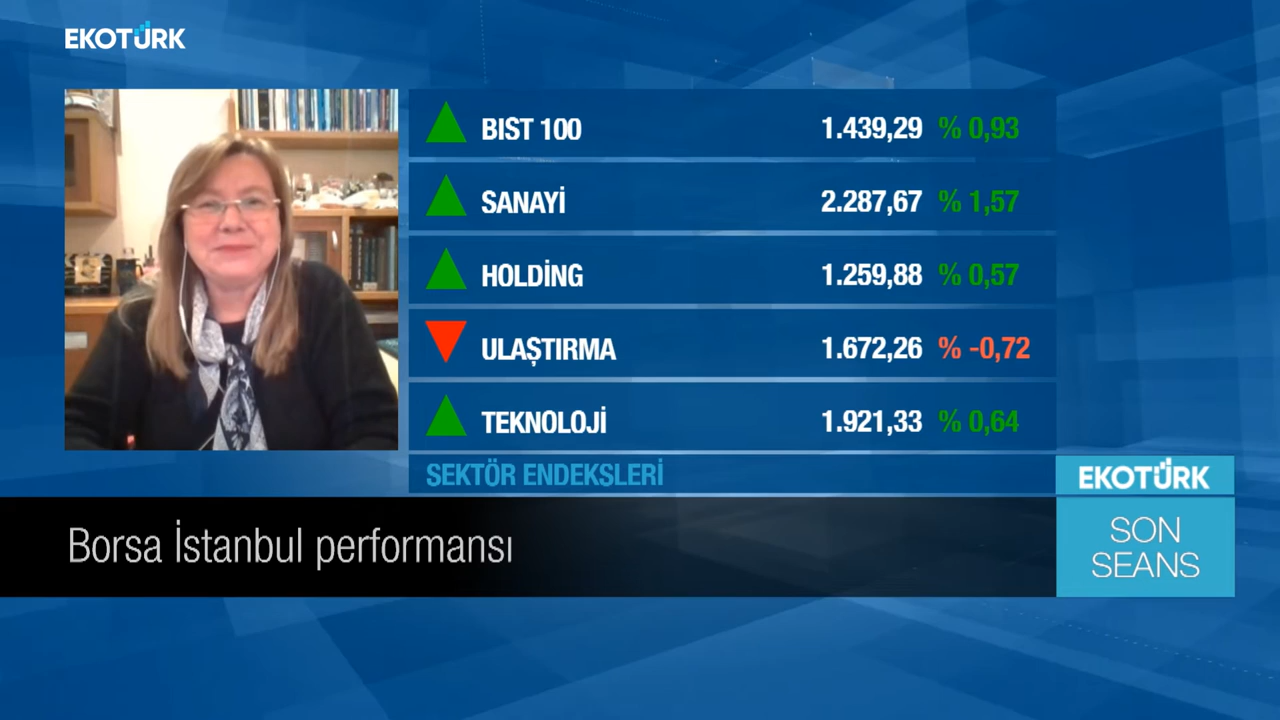 EKOTÜRK
BIST 100 1.439,29 % 0,93
SANAYİ 2.287,67 % 1,57
HOLDİNG 1.259,88 % 0,57
ULAŞTIRMA 1.672,26 % -0,72
TEKNOLOJİ 1.921,33 % 0,64
SEKTÖR ENDEKSLERİ
EKOTÜRK
Borsa İstanbul performansı
SON
SEANS